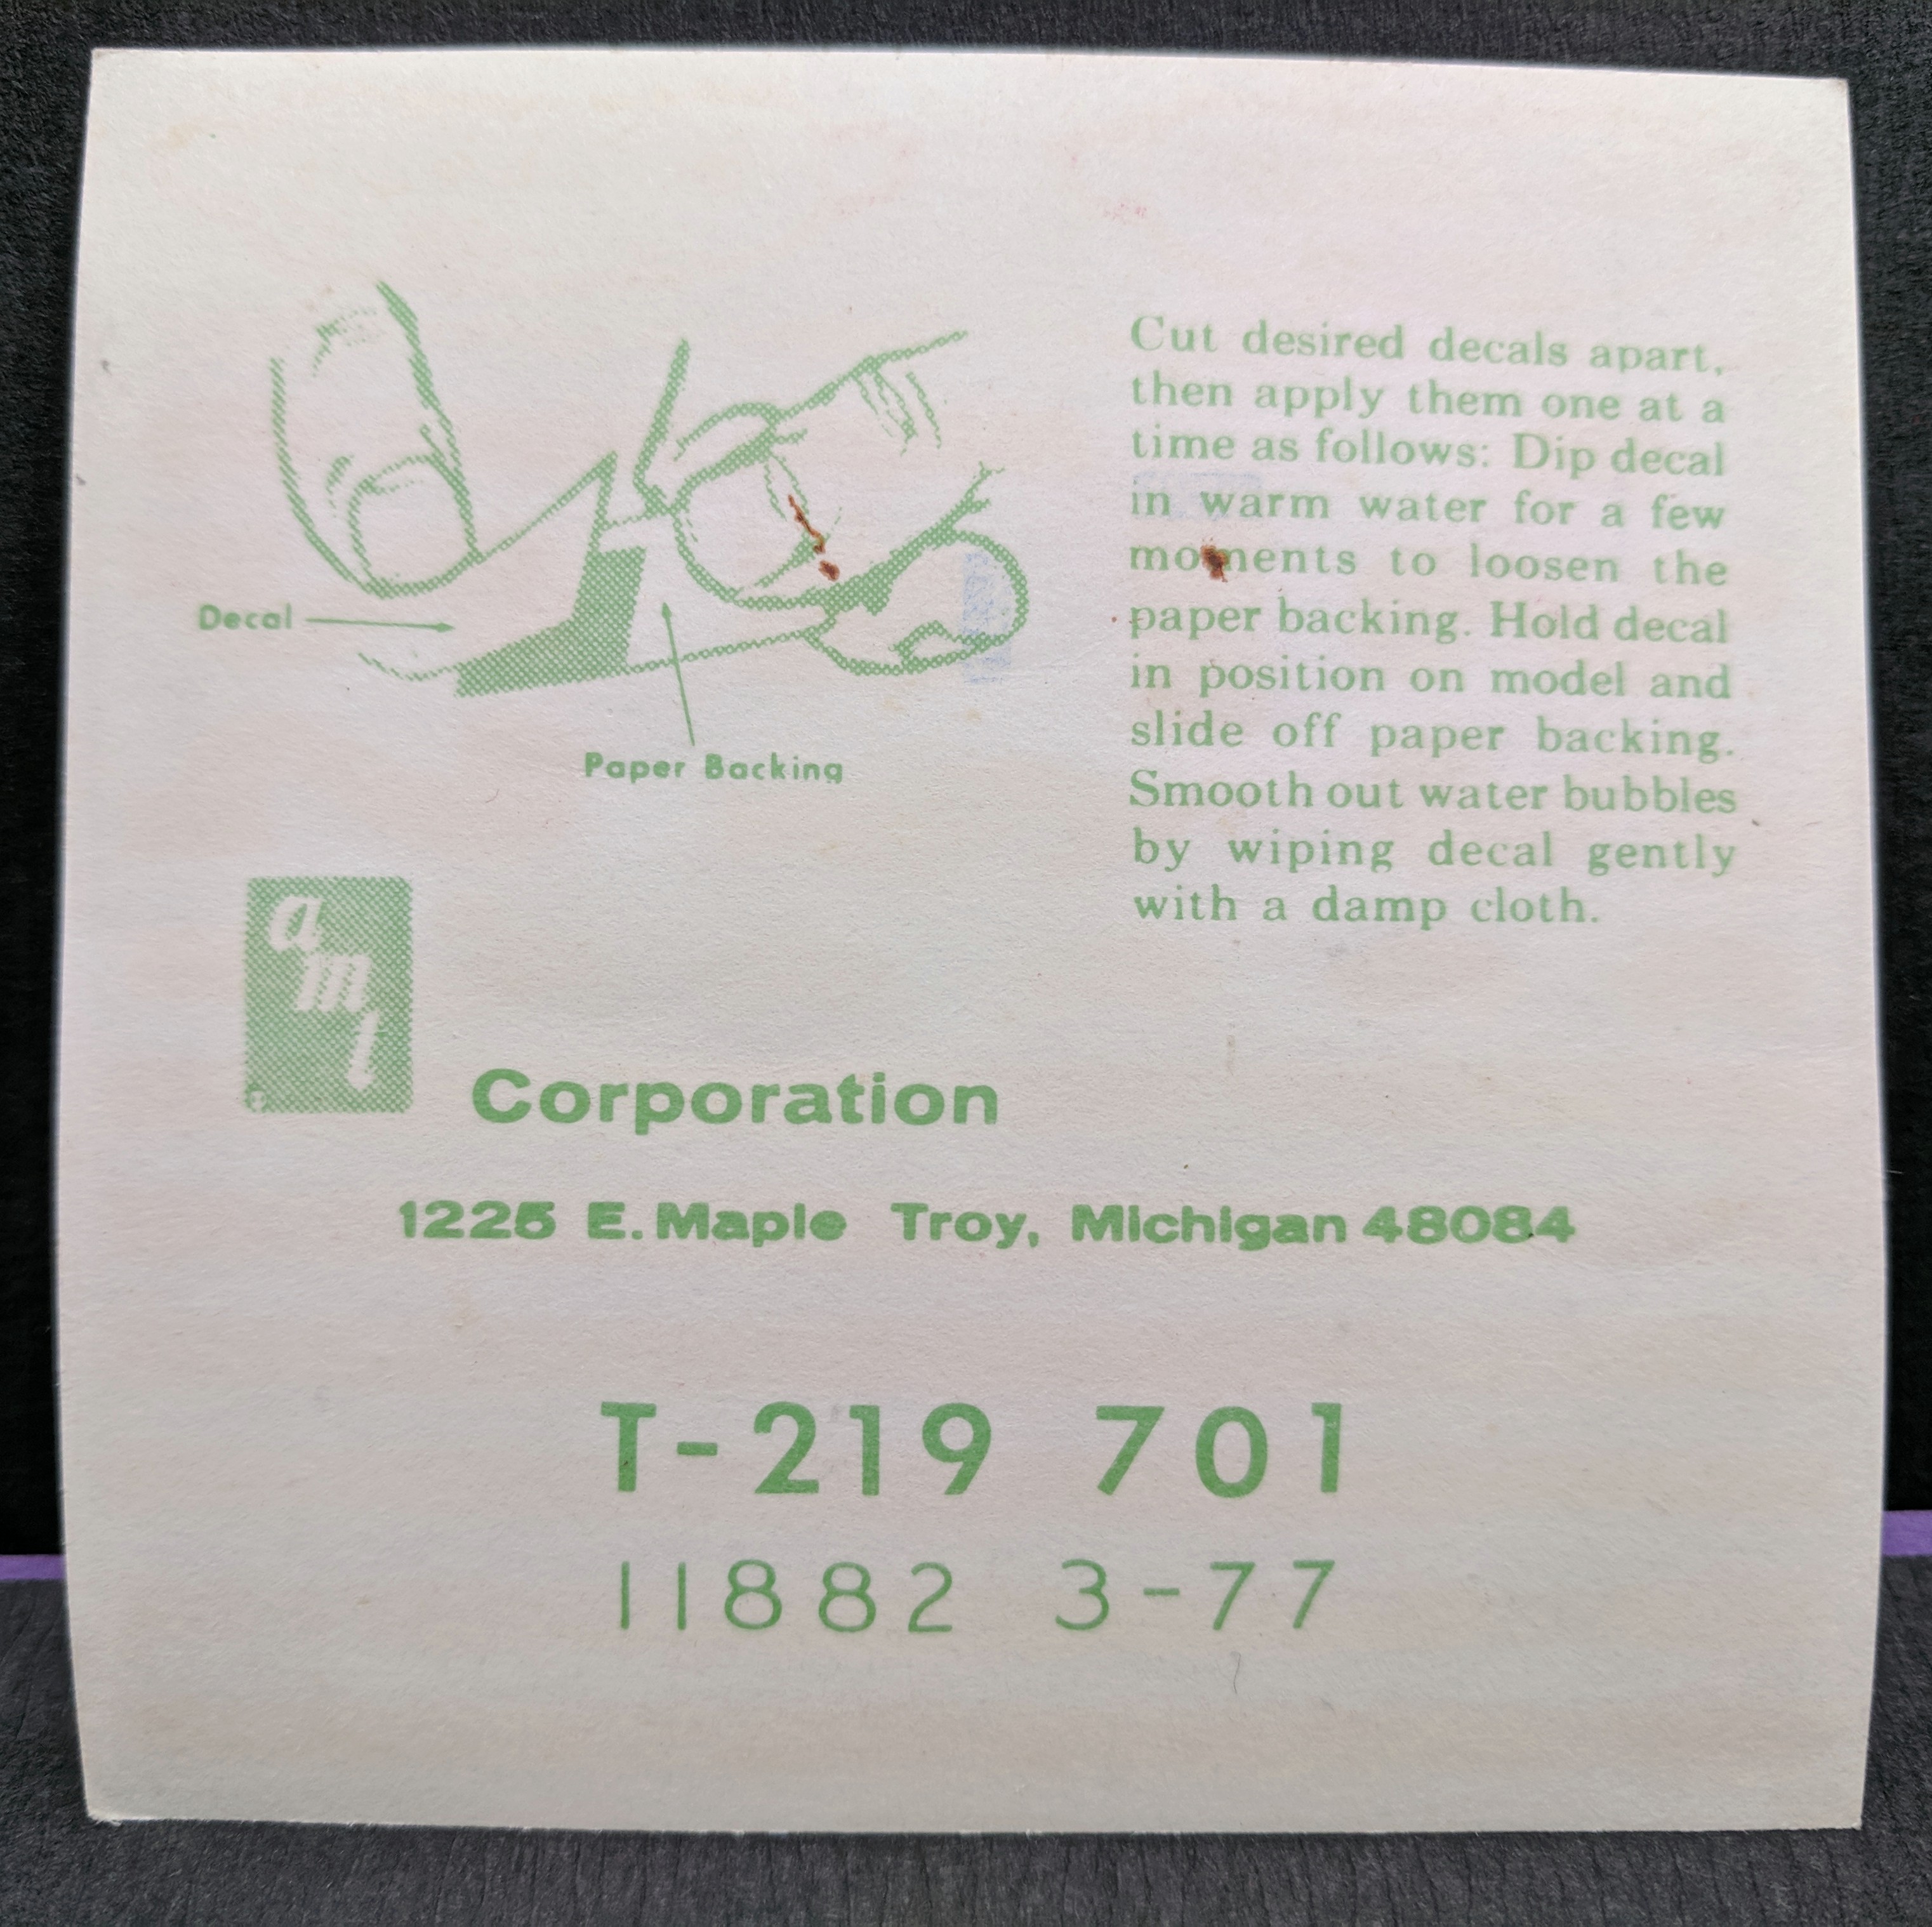 Cut desired decals apart,
then apply them one at a
time as follows: Dip decal
in warm water for a few
moments to loosen the
paper backing. Hold decal
in position on model and
slide off paper backing.
Smooth out water bubbles
by wiping decal gently
with a damp cloth.
Decal
Paper Backing
amt
Corporation
1225 E. Maple Troy, Michigan 48084
T-219 701
11882 3-77